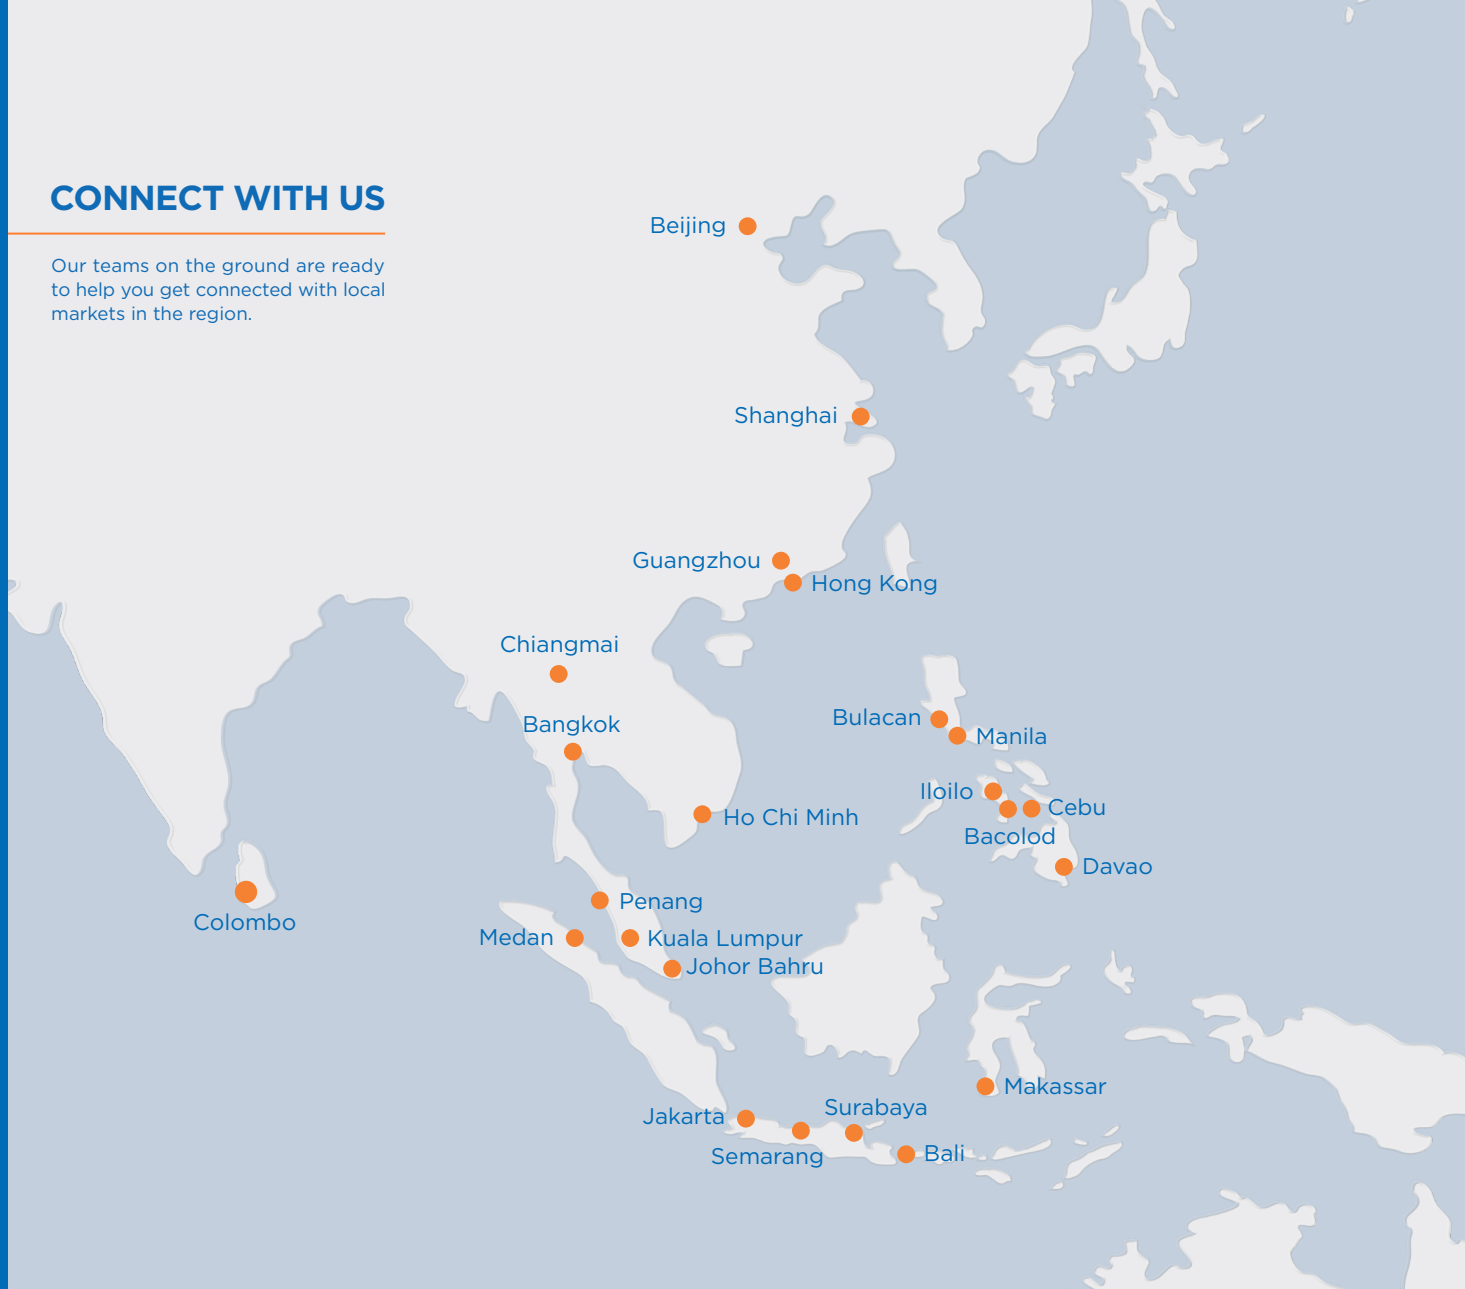 CONNECT WITH US
Our teams on the ground are ready
to help you get connected with local
markets in the region.
Beijing
Shanghai
Guangzhou
Hong Kong
Chiangmai
Bangkok
Bulacan
Manila
Iloilo
Cebu
Ho Chi Minh
Bacolod
Davao
Penang
Colombo
Medan
Kuala Lumpur
Johor Bahru
Makassar
Surabaya
Jakarta
Semarang
Bali